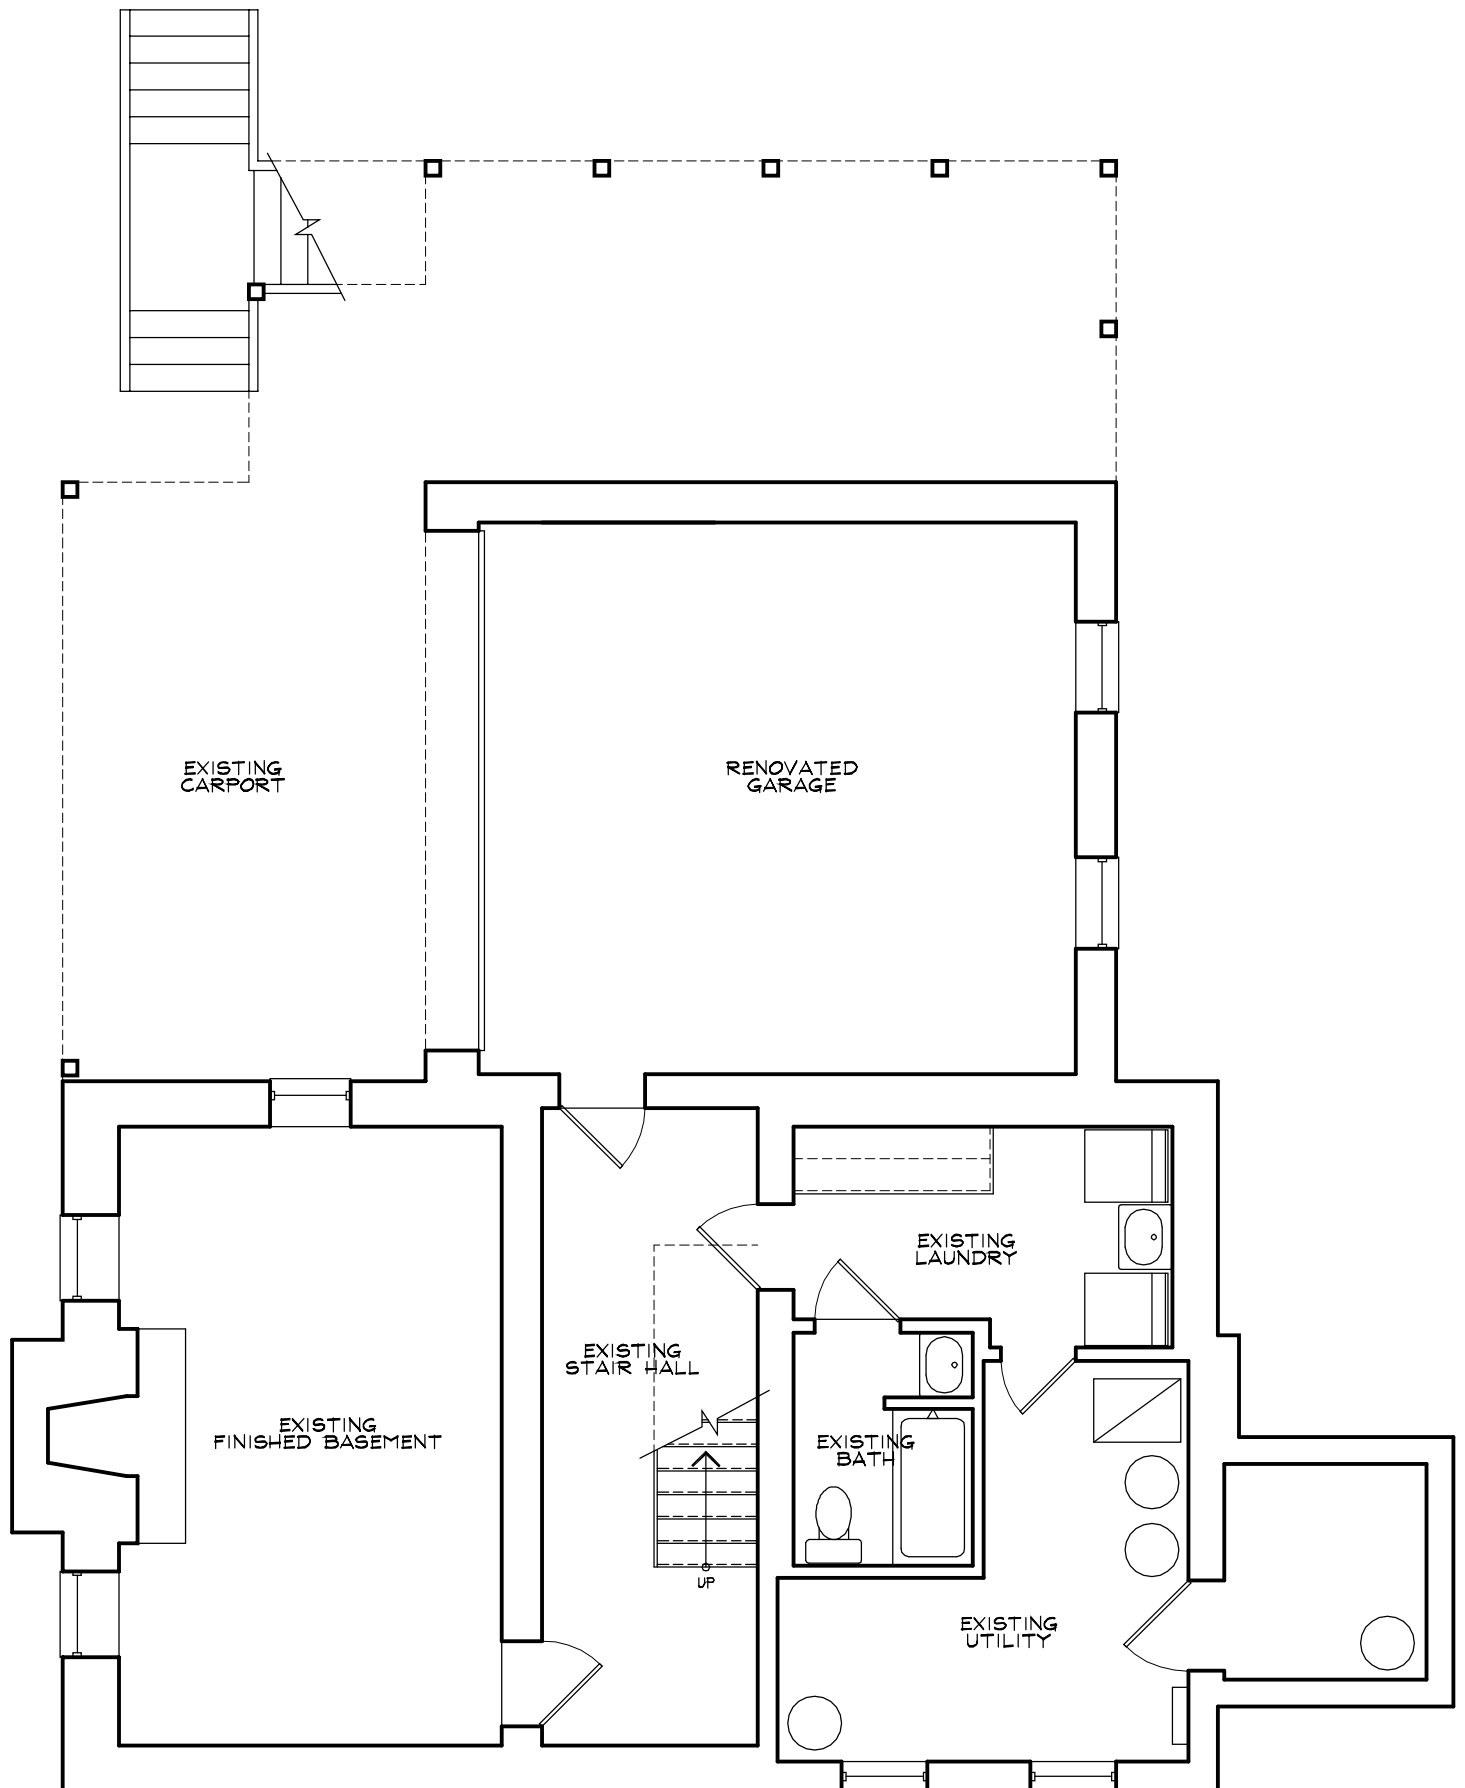 EXISTING
CARPORT
RENOVATED
GARAGE
EXISTING
LAUNDRY
EXISTING
STAIR HALL
EXISTING
FINISHED BASEMENT
EXISTING
BATH
UP
EXISTING
UTILITY